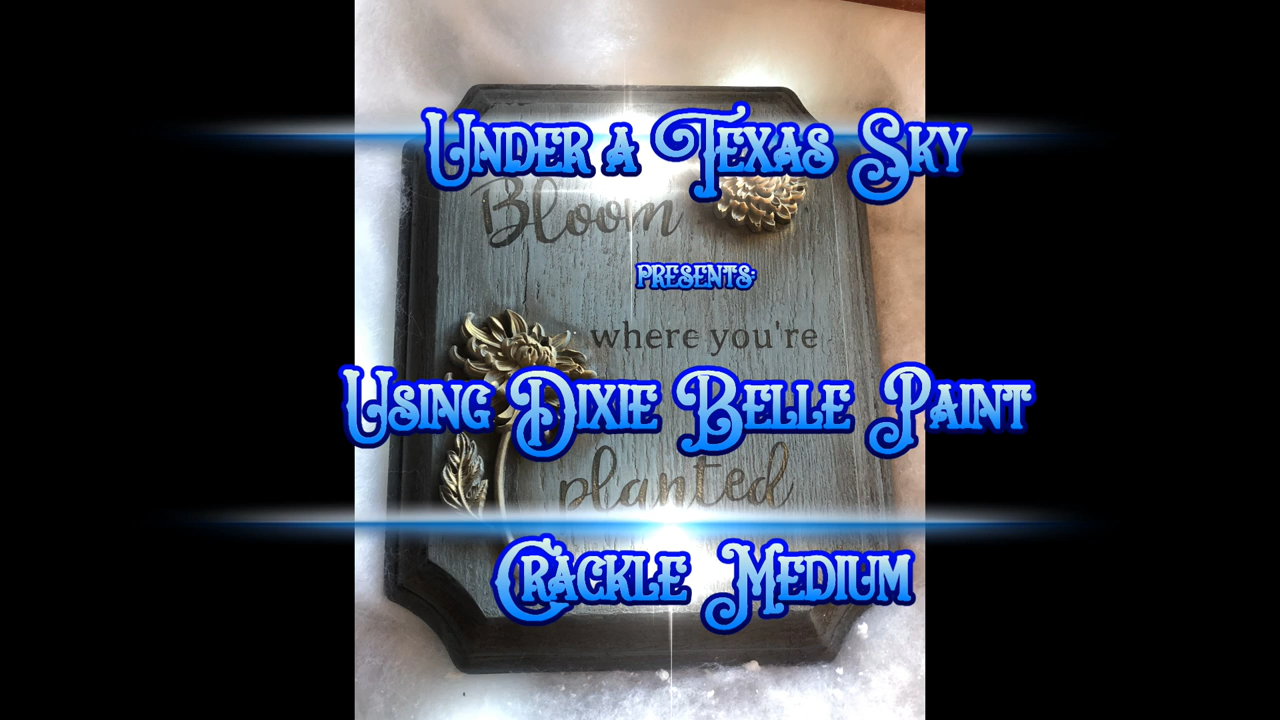 Under a Texas Sky
Bloom
presents:
where you're
Using Dixie Belle Paint
planted
Crackle Medium